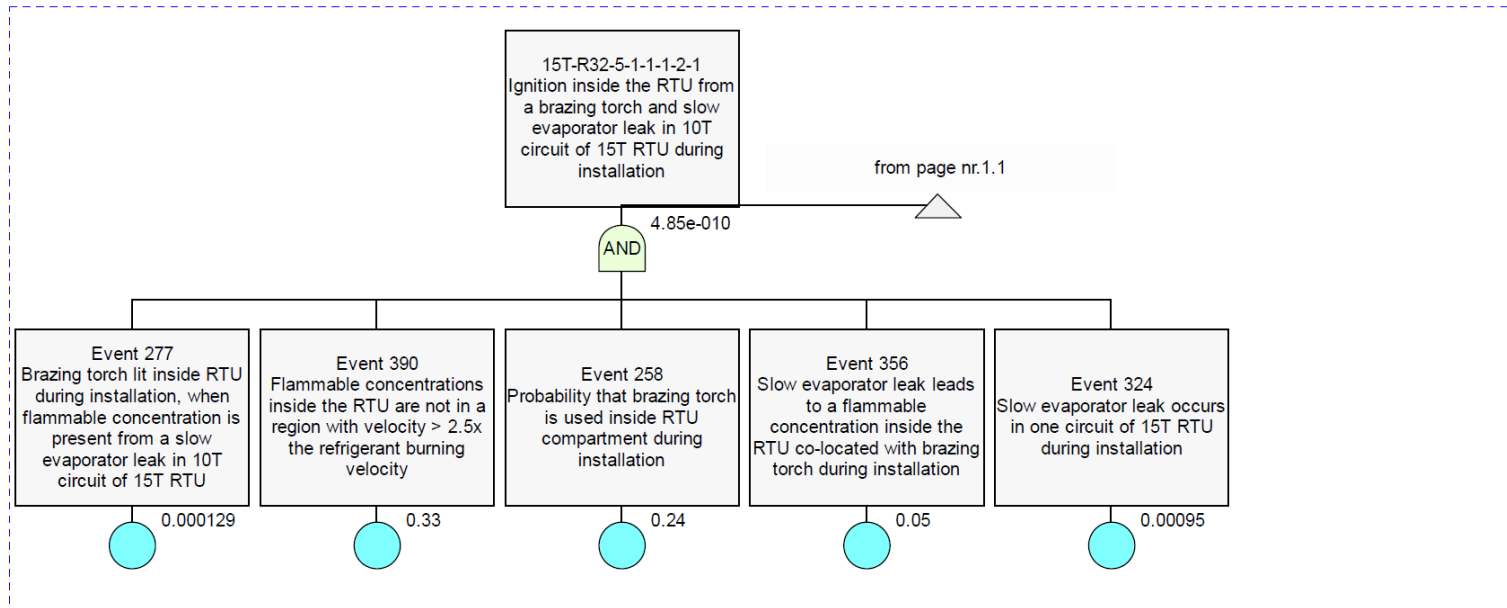 15T-R32-5-1-1-1-2-1
Ignition inside the RTU from
a brazing torch and slow
evaporator leak in 10T
circuit of 15T RTU during
installation
from page nr.1.1
4.85e-010
AND
Event 277
Brazing torch lit inside RTU
during installation, when
flammable concentration is
present from a slow
evaporator leak in 10T
circuit of 15T RTU
0.000129
Event 390
Flammable concentrations
inside the RTU are not in a
region with velocity > 2.5x
the refrigerant burning
velocity
0.33
Event 258
Probability that brazing torch
is used inside RTU
compartment during
installation
0.24
Event 356
Slow evaporator leak leads
to a flammable
concentration inside the
RTU co-located with brazing
torch during installation
0.05
Event 324
Slow evaporator leak occurs
in one circuit of 15T RTU
during installation
0.00095